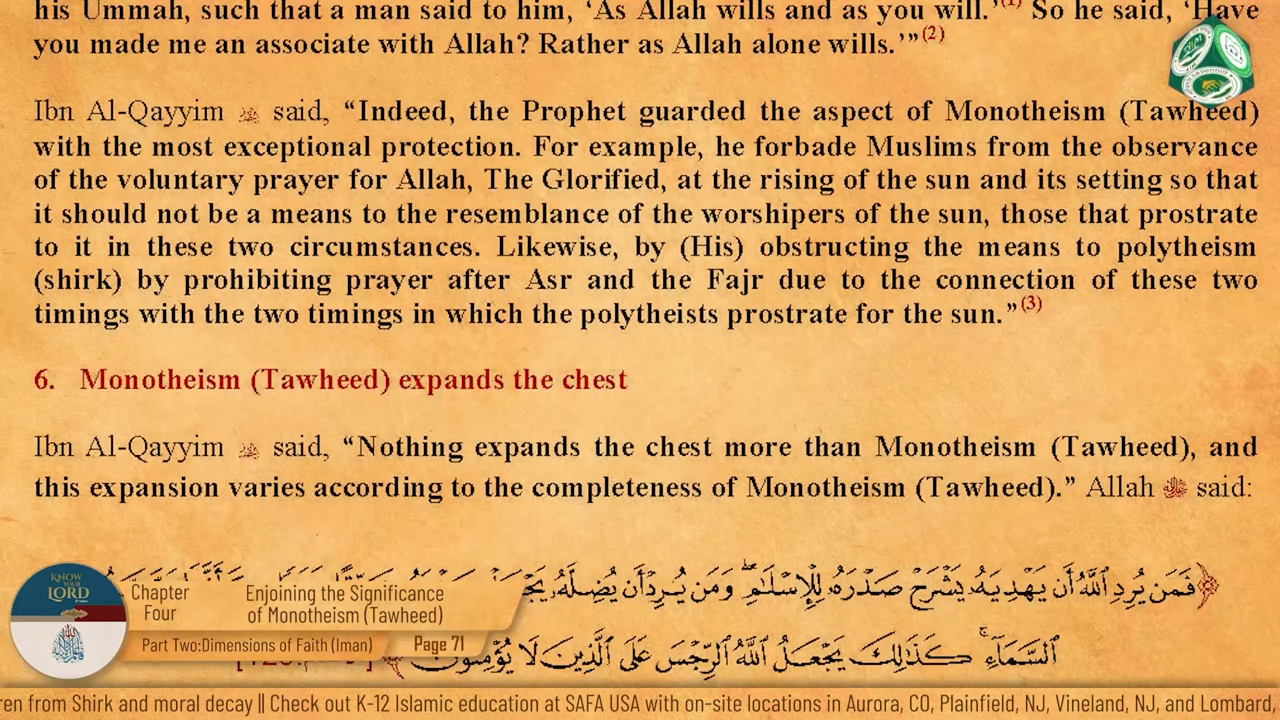 his Ummah, such that a man said to him, ‘As Allah wills and as you will.’(1) So he said, ‘Have
you made me an associate with Allah? Rather as Allah alone wills.’”(2)
Ibn Al-Qayyim said, “Indeed, the Prophet guarded the aspect of Monotheism (Tawheed)
with the most exceptional protection. For example, he forbade Muslims from the observance
of the voluntary prayer for Allah, The Glorified, at the rising of the sun and its setting so that
it should not be a means to the resemblance of the worshipers of the sun, those that prostrate
to it in these two circumstances. Likewise, by (His) obstructing the means to polytheism
(shirk) by prohibiting prayer after Asr and the Fajr due to the connection of these two
timings with the two timings in which the polytheists prostrate for the sun.”(3)
6. Monotheism (Tawheed) expands the chest
Ibn Al-Qayyim said, “Nothing expands the chest more than Monotheism (Tawheed), and
this expansion varies according to the completeness of Monotheism (Tawheed).” Allah ﷻ said:
﴿فَمَن يُرِدِ ٱللَّهُ أَن يَهْدِيَهُۥ يَشْرَحْ صَدْرَهُۥ لِلْإِسْلَـٰمِ ۖ وَمَن يُرِدْ أَن يُضِلَّهُۥ
ٱلسَّمَآءِ ۚ كَذَٰلِكَ يَجْعَلُ ٱللَّهُ ٱلرِّجْسَ عَلَى ٱلَّذِينَ لَا يُؤْمِنُونَ﴾
KNOW
YOUR
LORD
Chapter
Four
Enjoining the Significance
of Monotheism (Tawheed)
Part Two:Dimensions of Faith (Iman)
Page 71
ren from Shirk and moral decay || Check out K-12 Islamic education at SAFA USA with on-site locations in Aurora, CO, Plainfield, NJ, Vineland, NJ, and Lombard,